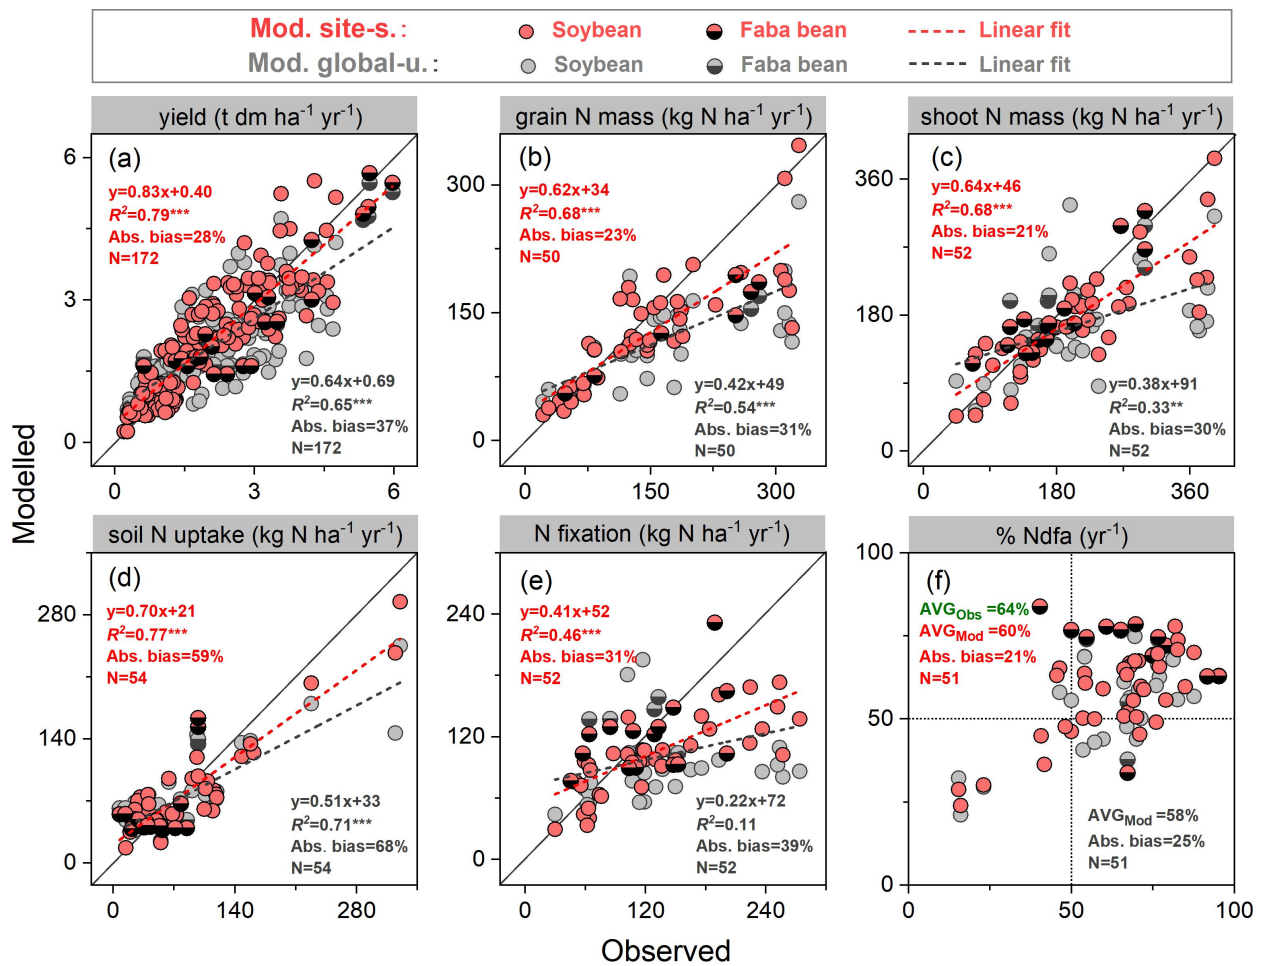 Mod. site-s.: Soybean Faba bean Linear fit
Mod. global-u.: Soybean Faba bean Linear fit
yield (t dm ha⁻¹ yr⁻¹)
(a)
y=0.83x+0.40
R²=0.79***
Abs. bias=28%
N=172
y=0.64x+0.69
R²=0.65***
Abs. bias=37%
N=172
6
3
0
0 3 6
grain N mass (kg N ha⁻¹ yr⁻¹)
(b)
y=0.62x+34
R²=0.68***
Abs. bias=23%
N=50
y=0.42x+49
R²=0.54***
Abs. bias=31%
N=50
300
150
0
0 150 300
shoot N mass (kg N ha⁻¹ yr⁻¹)
(c)
y=0.64x+46
R²=0.68***
Abs. bias=21%
N=52
y=0.38x+91
R²=0.33**
Abs. bias=30%
N=52
360
180
0
0 180 360
Modelled
soil N uptake (kg N ha⁻¹ yr⁻¹)
(d)
y=0.70x+21
R²=0.77***
Abs. bias=59%
N=54
y=0.51x+33
R²=0.71***
Abs. bias=68%
N=54
280
140
0
0 140 280
N fixation (kg N ha⁻¹ yr⁻¹)
(e)
y=0.41x+52
R²=0.46***
Abs. bias=31%
N=52
y=0.22x+72
R²=0.11
Abs. bias=39%
N=52
240
120
0
0 120 240
% Ndfa (yr⁻¹)
(f)
AVG_Obs =64%
AVG_Mod =60%
Abs. bias=21%
N=51
AVG_Mod =58%
Abs. bias=25%
N=51
100
50
0
0 50 100
Observed